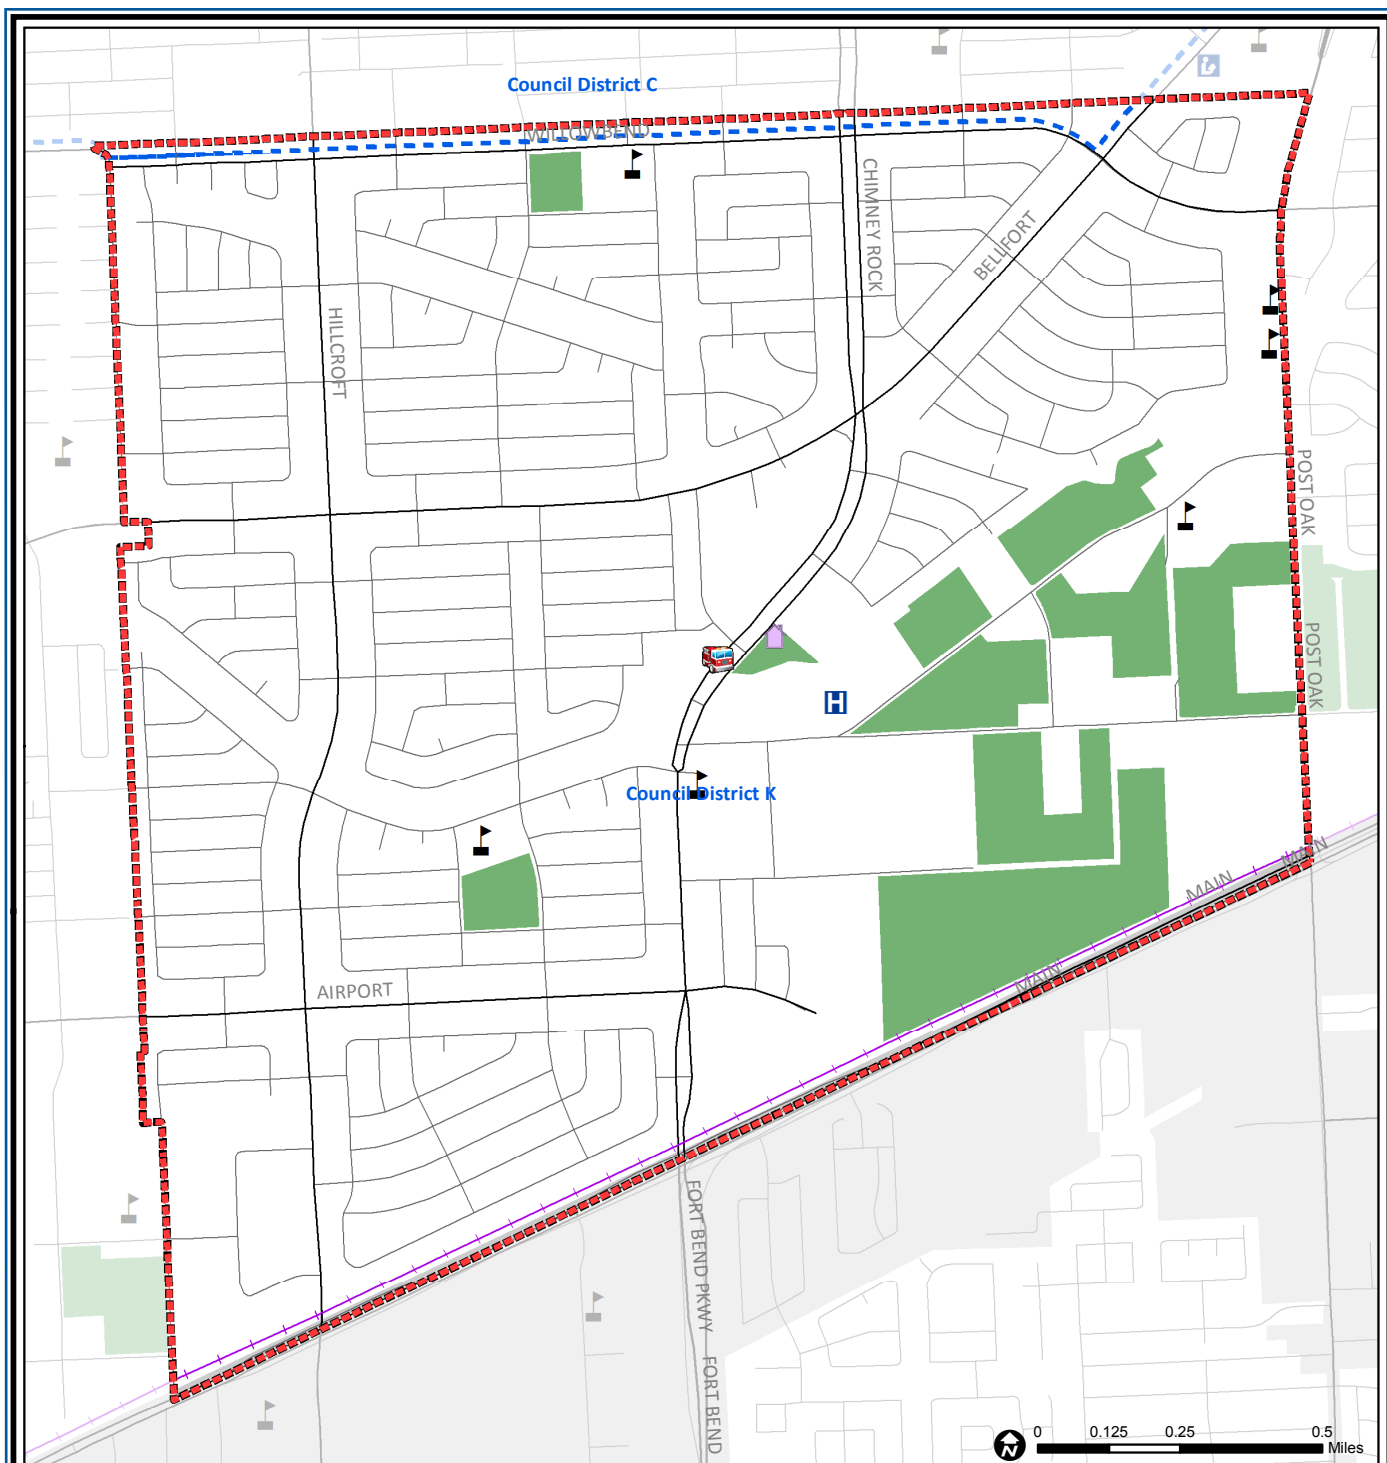 Council District C
WILLOWBEND
CHIMNEY ROCK
BELLFORT
HILLCROFT
POST OAK
POST OAK
H
Council District K
MAIN
MAIN
MAIN
AIRPORT
FORT BEND PKWY
FORT BEND
N
0 0.125 0.25 0.5
Miles